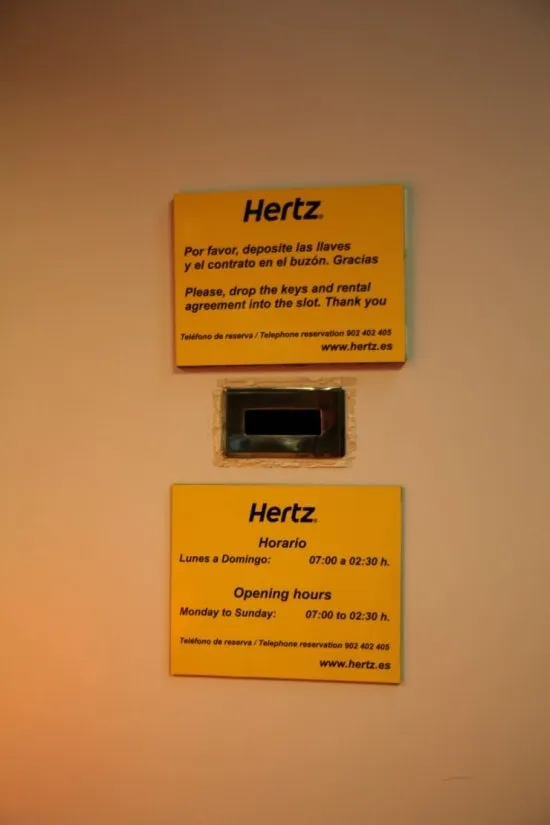 Hertz
Por favor, deposite las llaves
y el contrato en el buzón. Gracias
Please, drop the keys and rental
agreement into the slot. Thank you
Teléfono de reserva / Telephone reservation 902 402 405
www.hertz.es
Hertz
Horario
Lunes a Domingo: 07:00 a 02:30 h.
Opening hours
Monday to Sunday: 07:00 to 02:30 h.
Teléfono de reserva / Telephone reservation 902 402 405
www.hertz.es